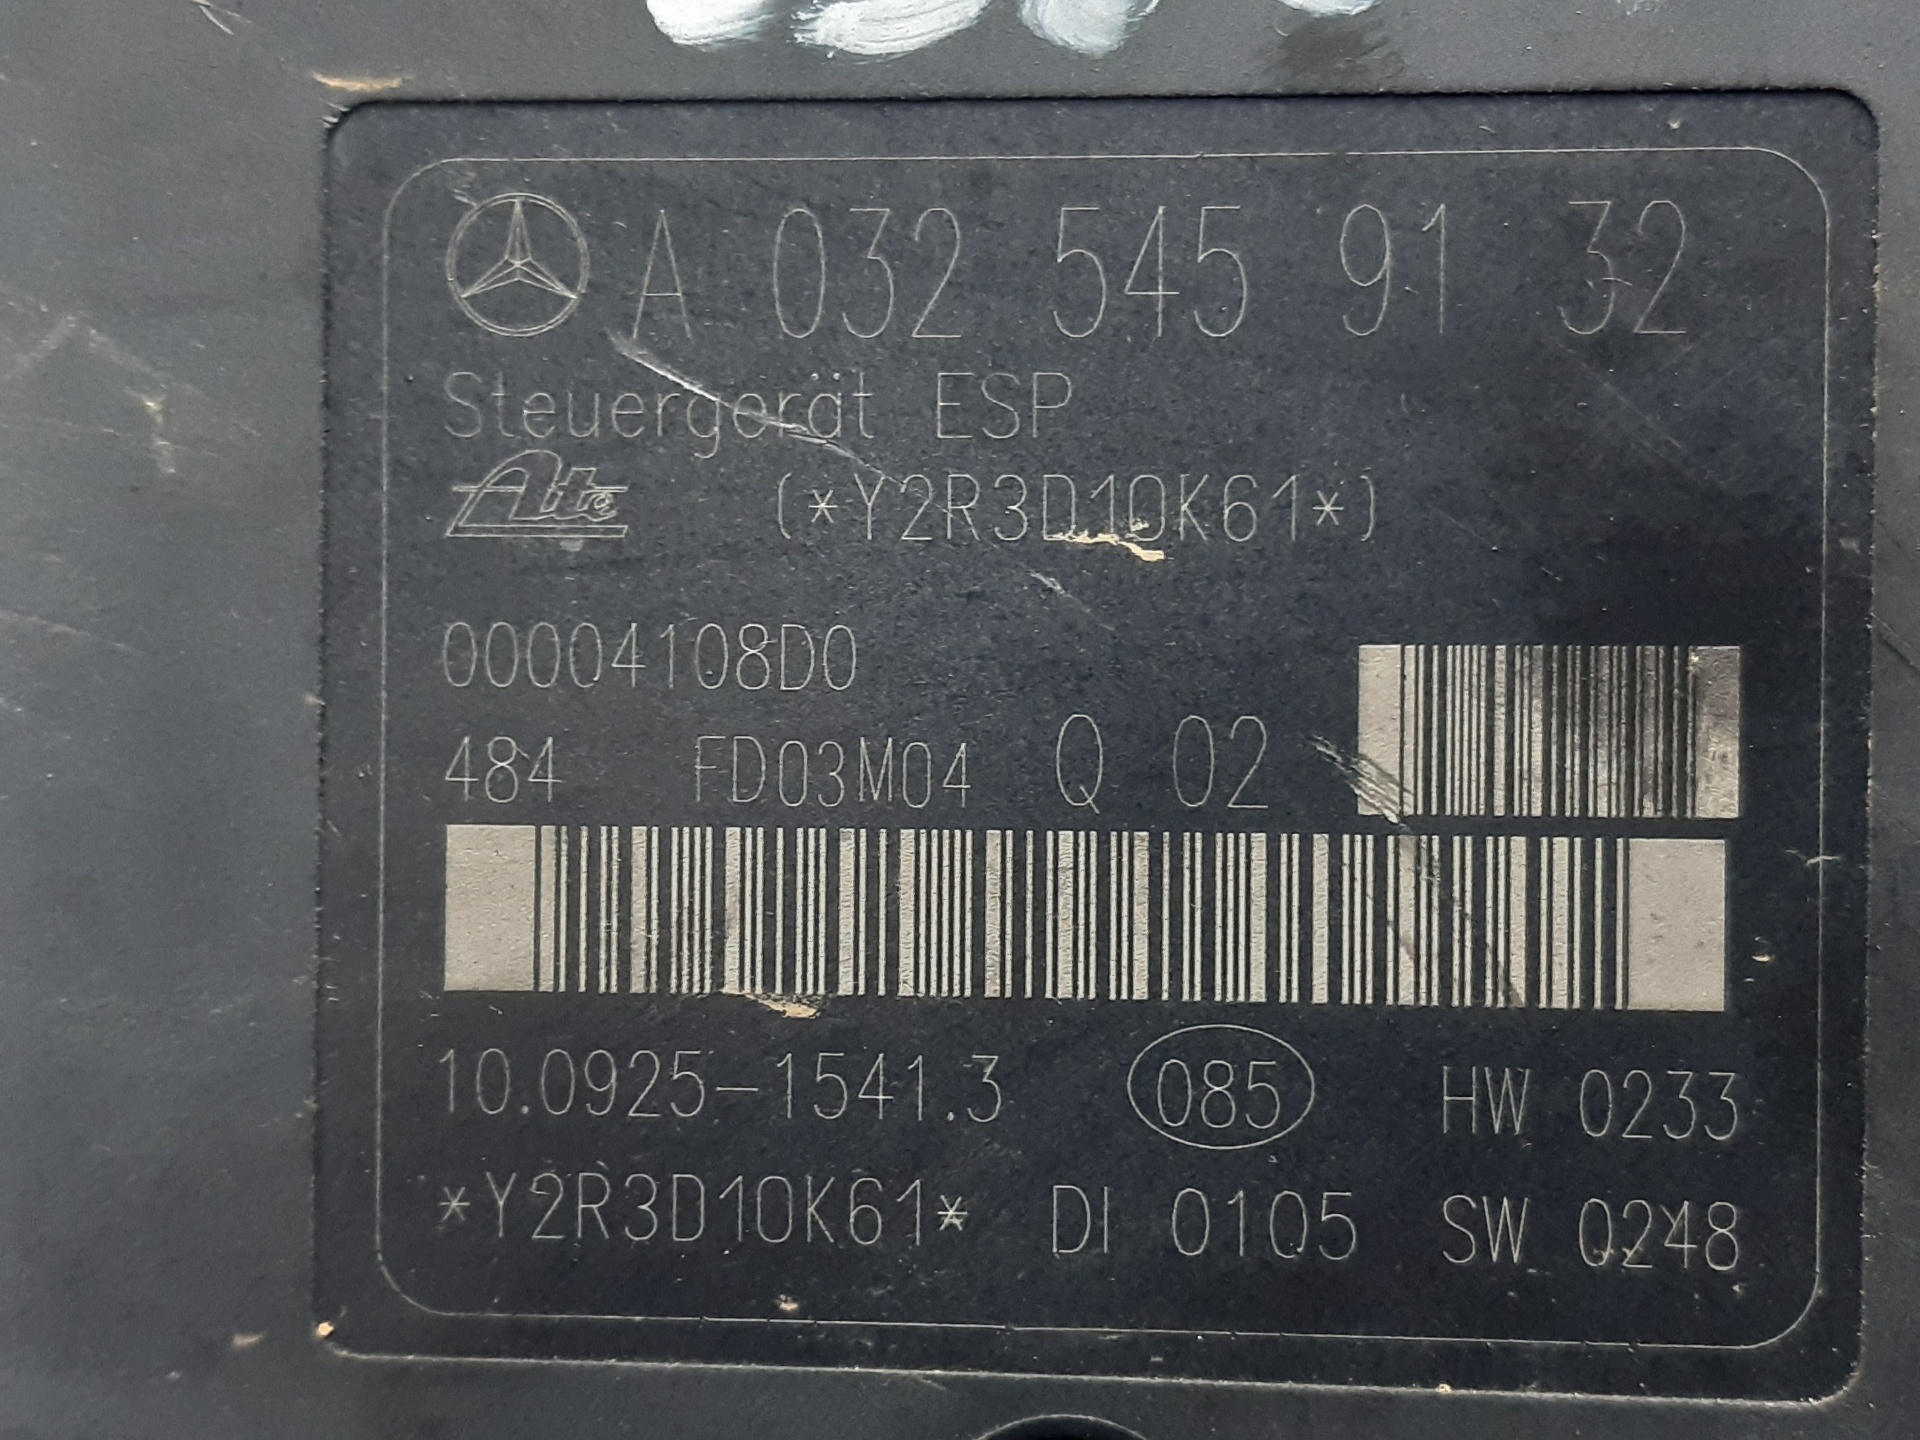 A 032 545 91 32
Steuergerät ESP
Ate (*Y2R3D10K61*)
00004108D0
484 FD03M04 Q 02
10.0925-1541.3 085 HW 0233
*Y2R3D10K61* DI 0105 SW 0248